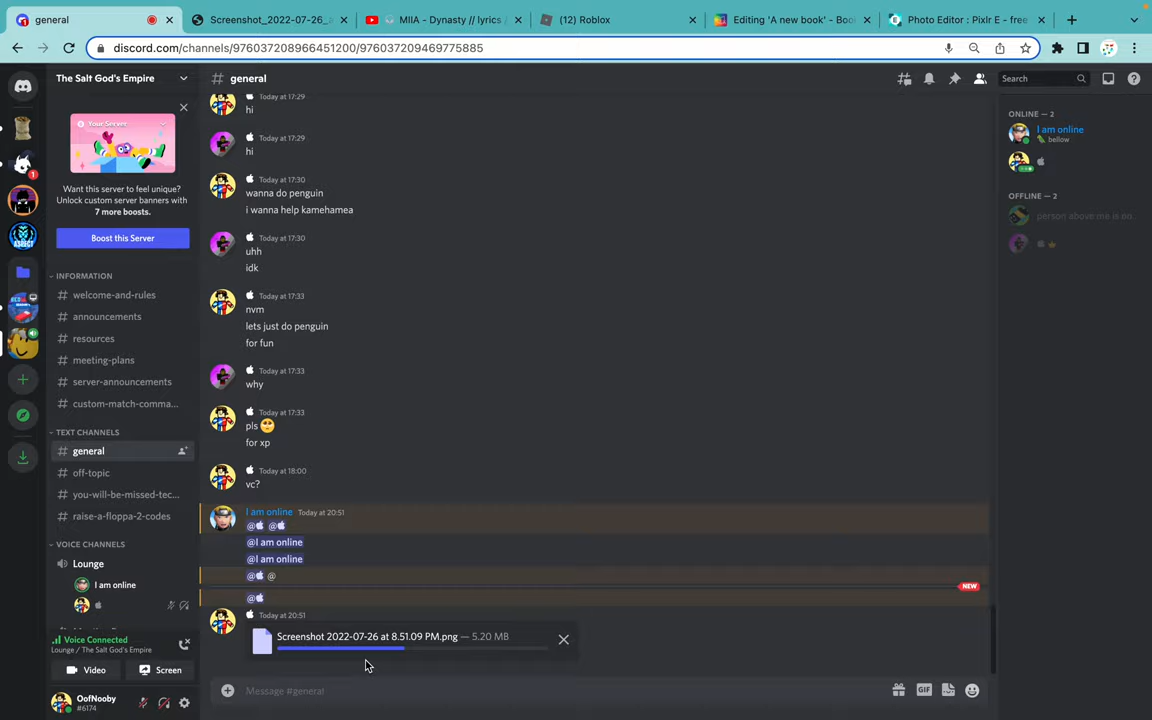 general
Screenshot_2022-07-26_a
MIIA - Dynasty // lyrics /
(12) Roblox
Editing 'A new book' - Boo
Photo Editor : Pixlr E - free
discord.com/channels/976037208966451200/976037209469775885
The Salt God's Empire
general
Search
Your Server
Want this server to feel unique?
Unlock custom server banners with
7 more boosts.
Boost this Server
INFORMATION
welcome-and-rules
announcements
resources
meeting-plans
server-announcements
custom-match-comma...
TEXT CHANNELS
general
off-topic
you-will-be-missed-tec...
raise-a-floppa-2-codes
VOICE CHANNELS
Lounge
I am online
Voice Connected
Lounge / The Salt God's Empire
Video
Screen
OofNooby
#6174
1
Today at 17:29
hi
Today at 17:29
hi
Today at 17:30
wanna do penguin
i wanna help kamehamea
Today at 17:30
uhh
idk
Today at 17:33
nvm
lets just do penguin
for fun
Today at 17:33
why
Today at 17:33
pls
for xp
Today at 18:00
vc?
I am online Today at 20:51
@ @
@I am online
@I am online
@ @
NEW
@
Today at 20:51
Screenshot 2022-07-26 at 8.51.09 PM.png — 5.20 MB
Message #general
GIF
ONLINE — 2
I am online
bellow
OFFLINE — 2
person above me is no